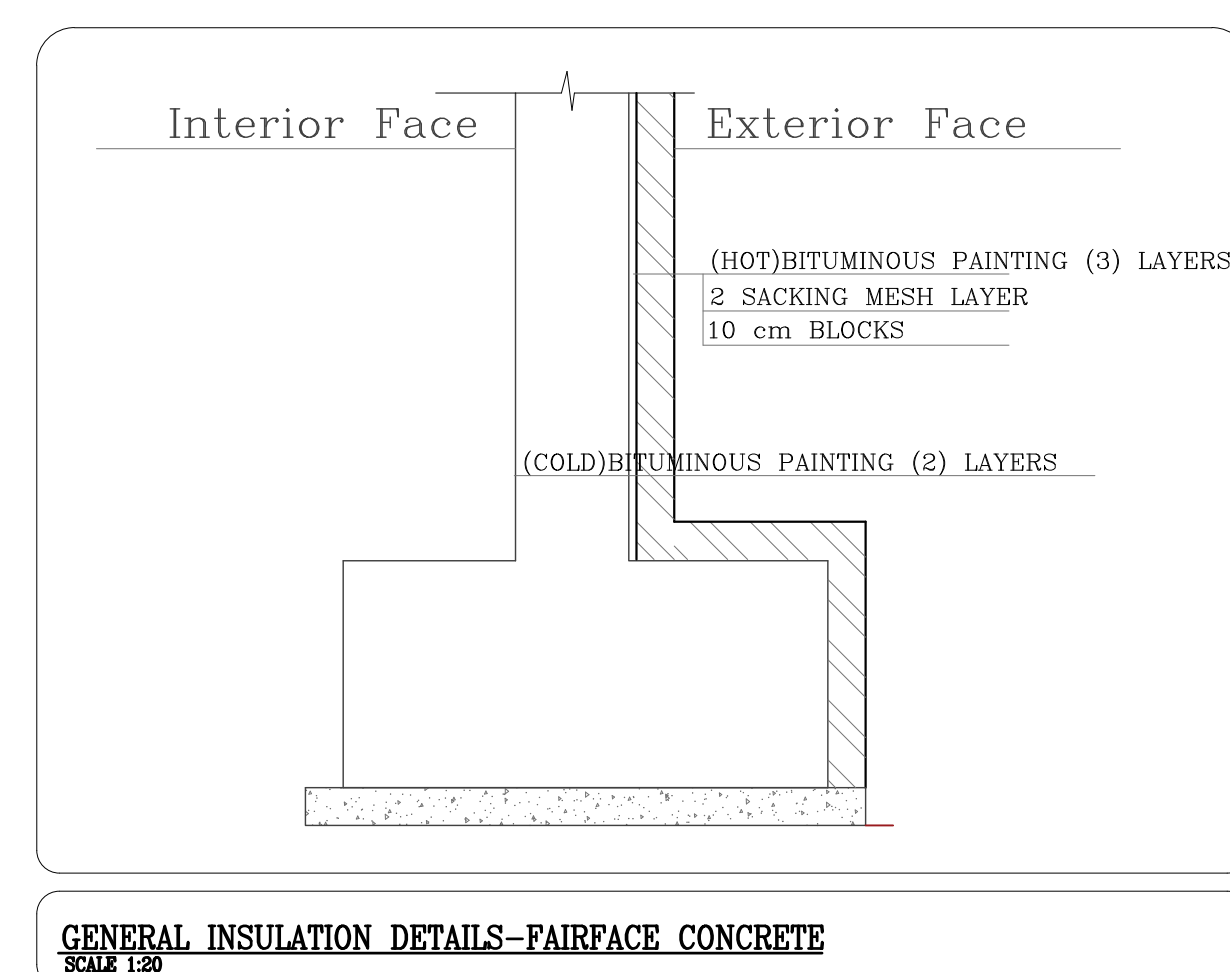 Interior Face
Exterior Face
(HOT)BITUMINOUS PAINTING (3) LAYERS
2 SACKING MESH LAYER
10 cm BLOCKS
(COLD)BITUMINOUS PAINTING (2) LAYERS
GENERAL INSULATION DETAILS-FAIRFACE CONCRETE
SCALE 1:20